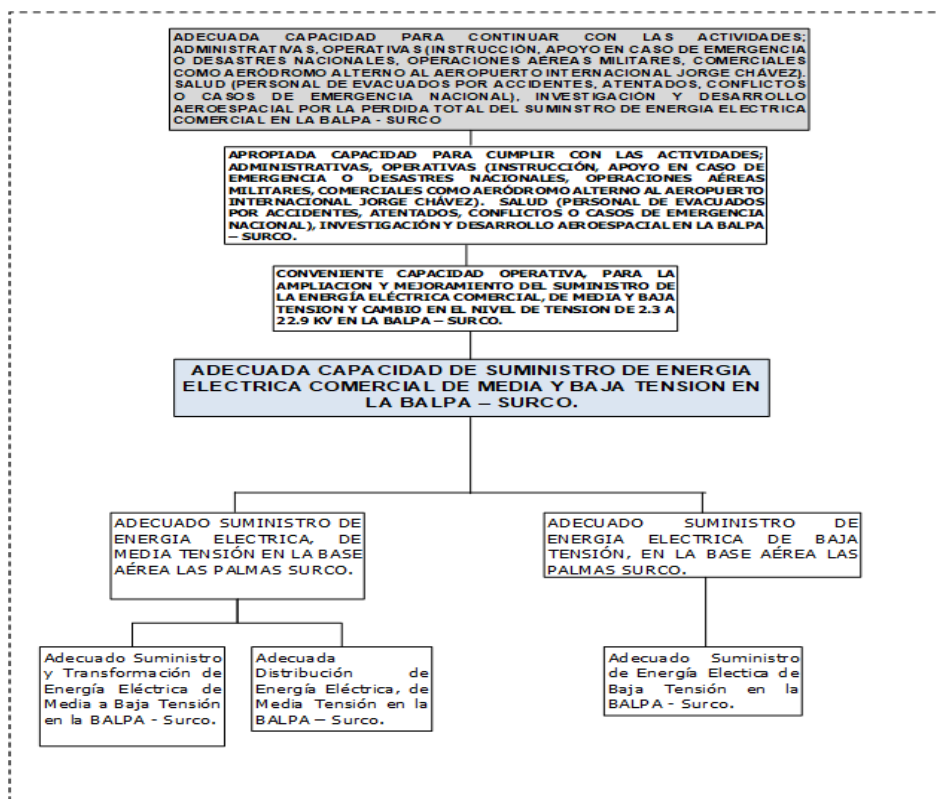 ADECUADA CAPACIDAD PARA CONTINUAR CON LAS ACTIVIDADES;
ADMINISTRATIVAS, OPERATIVAS (INSTRUCCIÓN, APOYO EN CASO DE EMERGENCIA
O DESASTRES NACIONALES, OPERACIONES AÉREAS MILITARES, COMERCIALES
COMO AERÓDROMO ALTERNO AL AEROPUERTO INTERNACIONAL JORGE CHÁVEZ).
SALUD (PERSONAL DE EVACUADOS POR ACCIDENTES, ATENTADOS, CONFLICTOS
O CASOS DE EMERGENCIA NACIONAL), INVESTIGACIÓN Y DESARROLLO
AEROESPACIAL POR LA PERDIDA TOTAL DEL SUMINSTRO DE ENERGIA ELECTRICA
COMERCIAL EN LA BALPA - SURCO
APROPIADA CAPACIDAD PARA CUMPLIR CON LAS ACTIVIDADES;
ADMINISTRATIVAS, OPERATIVAS (INSTRUCCIÓN, APOYO EN CASO DE
EMERGENCIA O DESASTRES NACIONALES, OPERACIONES AÉREAS
MILITARES, COMERCIALES COMO AERÓDROMO ALTERNO AL AEROPUERTO
INTERNACIONAL JORGE CHÁVEZ). SALUD (PERSONAL DE EVACUADOS
POR ACCIDENTES, ATENTADOS, CONFLICTOS O CASOS DE EMERGENCIA
NACIONAL), INVESTIGACIÓN Y DESARROLLO AEROESPACIAL EN LA BALPA
– SURCO.
CONVENIENTE CAPACIDAD OPERATIVA, PARA LA
AMPLIACION Y MEJORAMIENTO DEL SUMINISTRO DE
LA ENERGÍA ELÉCTRICA COMERCIAL, DE MEDIA Y BAJA
TENSION Y CAMBIO EN EL NIVEL DE TENSION DE 2.3 A
22.9 KV EN LA BALPA – SURCO.
ADECUADA CAPACIDAD DE SUMINISTRO DE ENERGIA
ELECTRICA COMERCIAL DE MEDIA Y BAJA TENSION EN
LA BALPA – SURCO.
ADECUADO SUMINISTRO DE
ENERGIA ELECTRICA, DE
MEDIA TENSIÓN EN LA BASE
AÉREA LAS PALMAS SURCO.
ADECUADO SUMINISTRO DE
ENERGIA ELECTRICA DE BAJA
TENSIÓN, EN LA BASE AÉREA LAS
PALMAS SURCO.
Adecuado Suministro
y Transformación de
Energía Eléctrica de
Media a Baja Tensión
en la BALPA - Surco.
Adecuada
Distribución de
Energía Eléctrica, de
Media Tensión en la
BALPA – Surco.
Adecuado Suministro
de Energía Electica de
Baja Tensión en la
BALPA - Surco.